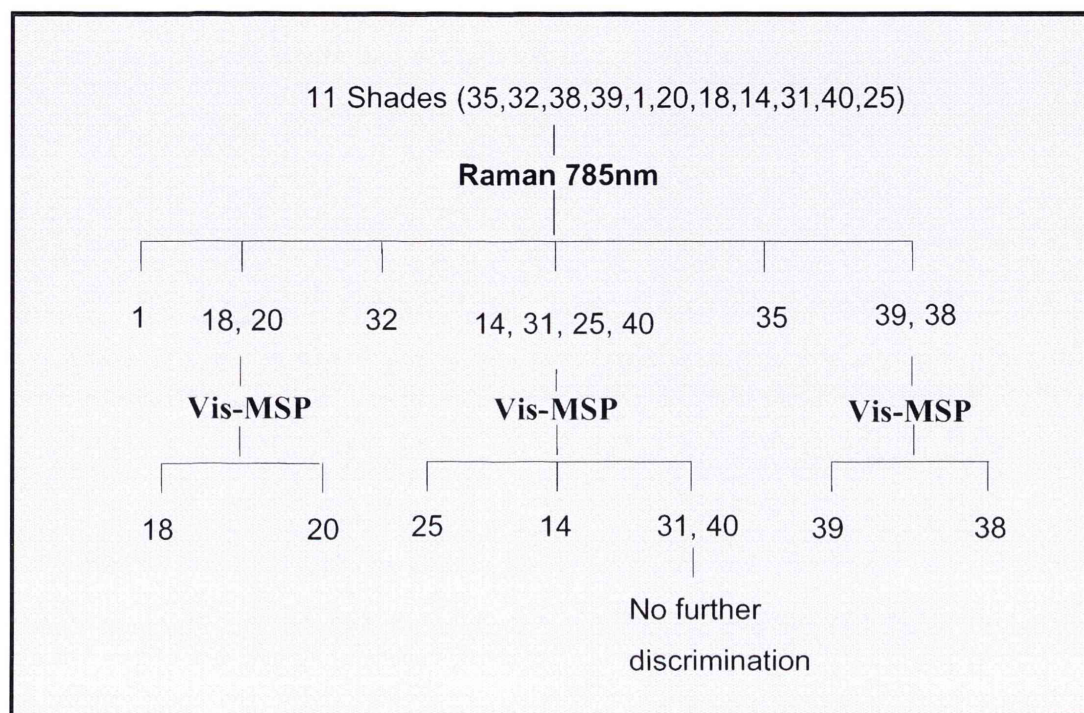 11 Shades (35,32,38,39,1,20,18,14,31,40,25)
Raman 785nm
1
18, 20
32
14, 31, 25, 40
35
39, 38
Vis-MSP
Vis-MSP
Vis-MSP
18
20
25
14
31, 40
39
38
No further
discrimination